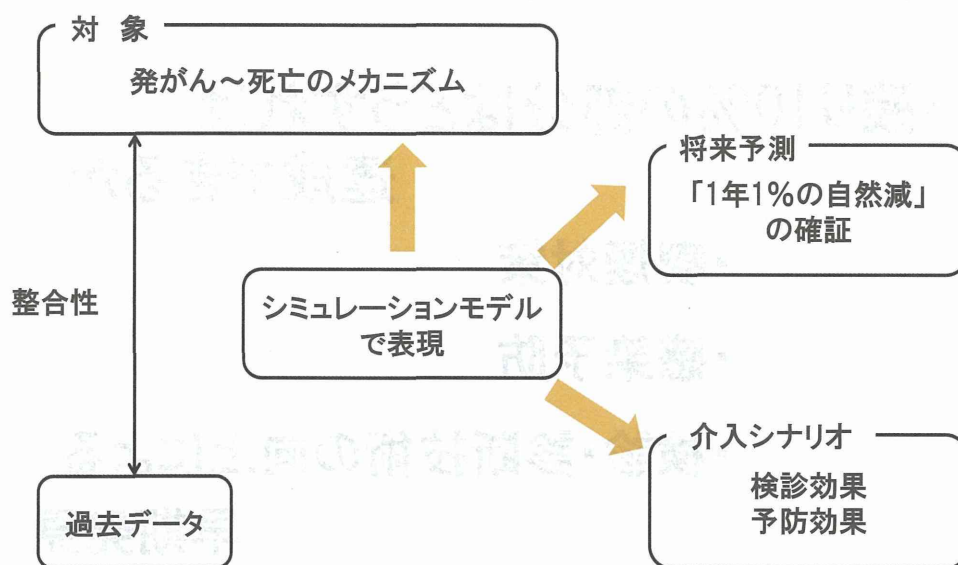 対 象
発がん～死亡のメカニズム
将来予測
「1年1%の自然減」
の確証
整合性
シミュレーションモデル
で表現
介入シナリオ
検診効果
予防効果
過去データ